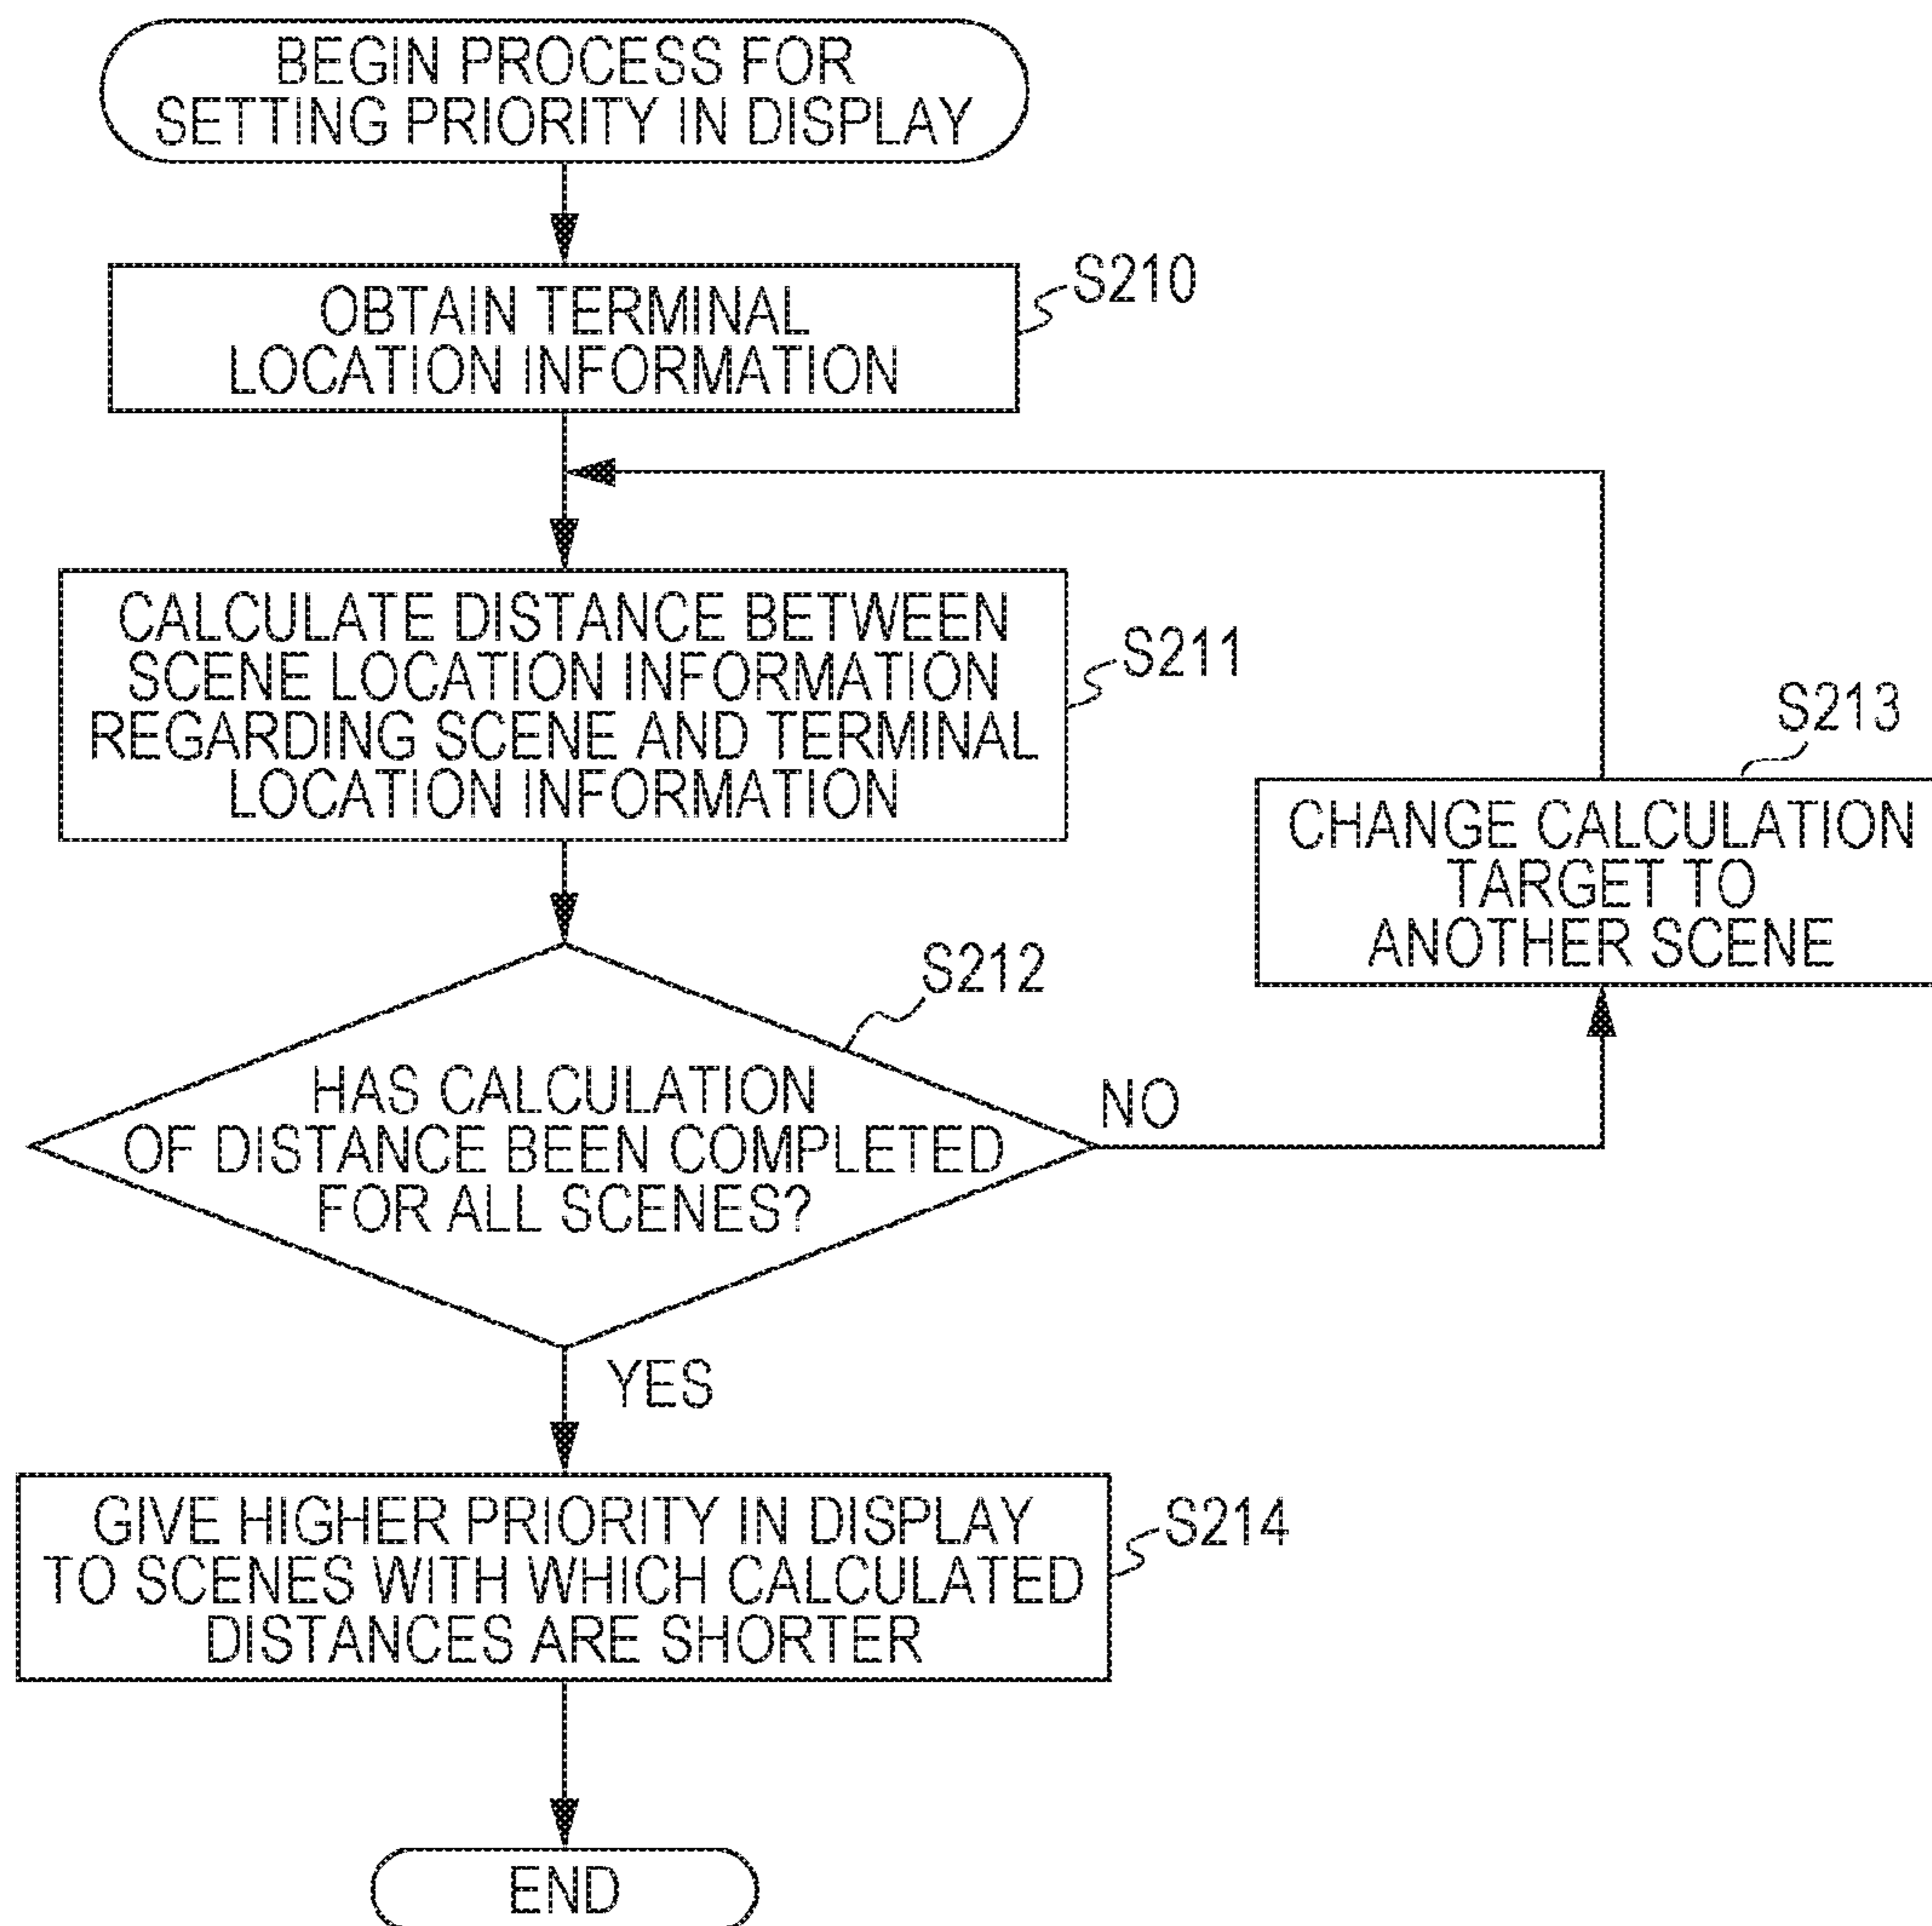 BEGIN PROCESS FOR
SETTING PRIORITY IN DISPLAY
OBTAIN TERMINAL
LOCATION INFORMATION
S210
CALCULATE DISTANCE BETWEEN
SCENE LOCATION INFORMATION
REGARDING SCENE AND TERMINAL
LOCATION INFORMATION
S211
S213
CHANGE CALCULATION
TARGET TO
ANOTHER SCENE
S212
HAS CALCULATION
OF DISTANCE BEEN COMPLETED
FOR ALL SCENES?
NO
YES
GIVE HIGHER PRIORITY IN DISPLAY
TO SCENES WITH WHICH CALCULATED
DISTANCES ARE SHORTER
S214
END